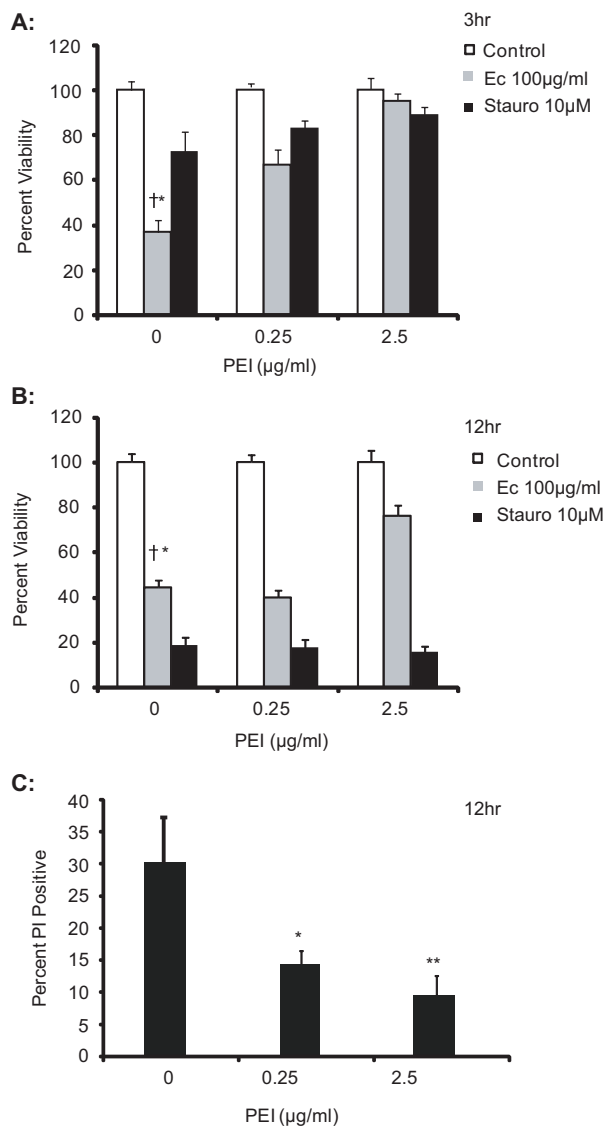 A:
3hr
Control
Ec 100µg/ml
Stauro 10µM
120
100
80
60
40
20
0
Percent Viability
†*
0 0.25 2.5
PEI (µg/ml)
B:
12hr
Control
Ec 100µg/ml
Stauro 10µM
120
100
80
60
40
20
0
Percent Viability
† *
0 0.25 2.5
PEI (µg/ml)
C:
12hr
40
35
30
25
20
15
10
5
0
Percent PI Positive
*
**
0 0.25 2.5
PEI (µg/ml)